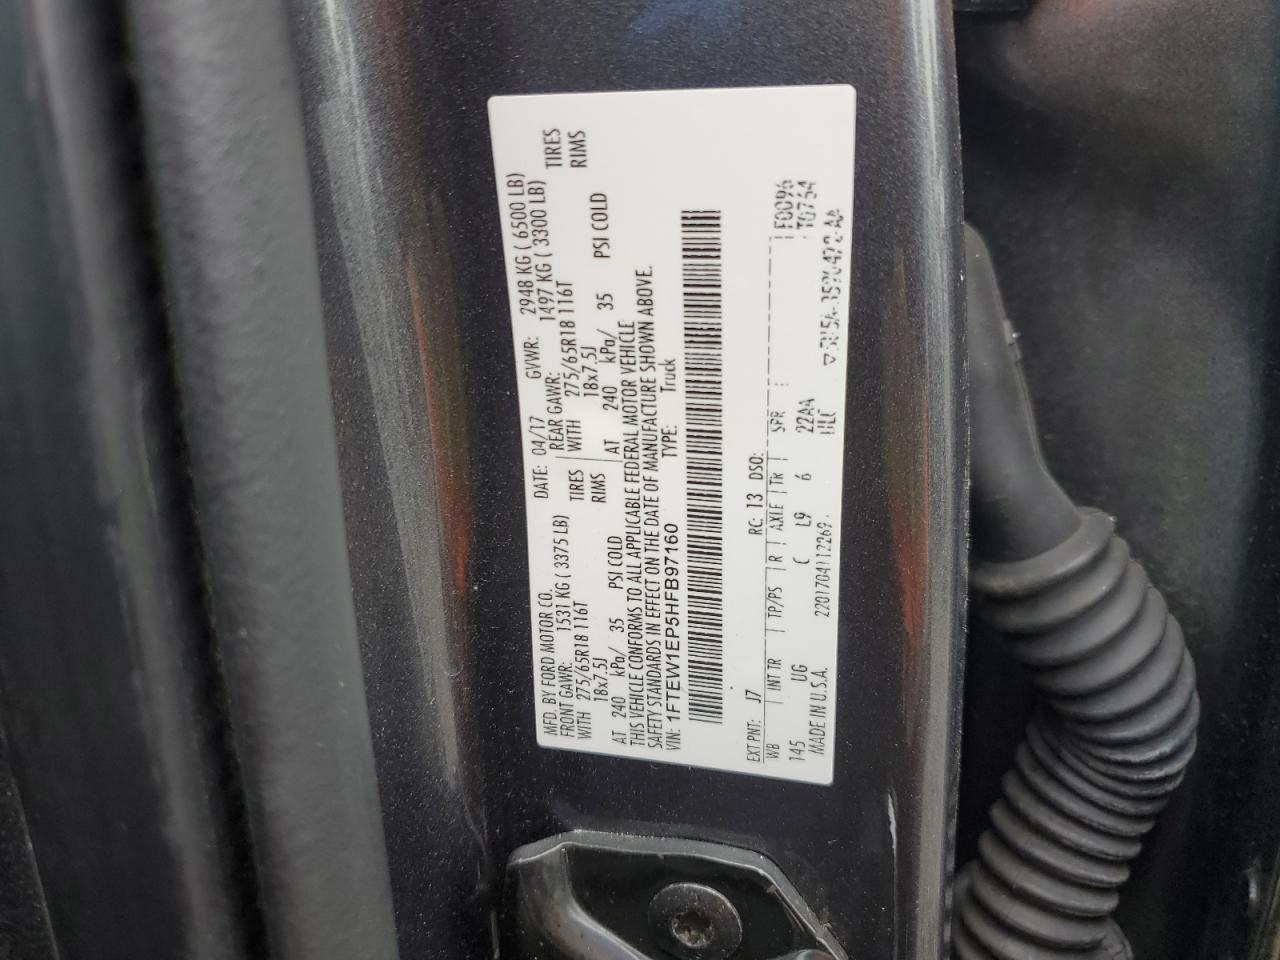 MFD. BY FORD MOTOR CO. DATE: 04/17 GVWR: 2948 KG ( 6500 LB)
FRONT GAWR: 1531 KG ( 3375 LB) REAR GAWR: 1497 KG ( 3300 LB)
WITH 275/65R18 116T TIRES WITH 275/65R18 116T TIRES
18x7.5J RIMS 18x7.5J RIMS
AT 240 kPa/ 35 PSI COLD AT 240 kPa/ 35 PSI COLD
THIS VEHICLE CONFORMS TO ALL APPLICABLE FEDERAL MOTOR VEHICLE
SAFETY STANDARDS IN EFFECT ON THE DATE OF MANUFACTURE SHOWN ABOVE.
VIN: 1FTEW1EP5HFB97160 TYPE: Truck
EXT PNT: J7 RC: 13 DSO:
WB INT TR TP/PS R AXLE TR SPR F0096
145 UG C L9 6 22AA T0764
MADE IN U.S.A. 2201704112269.